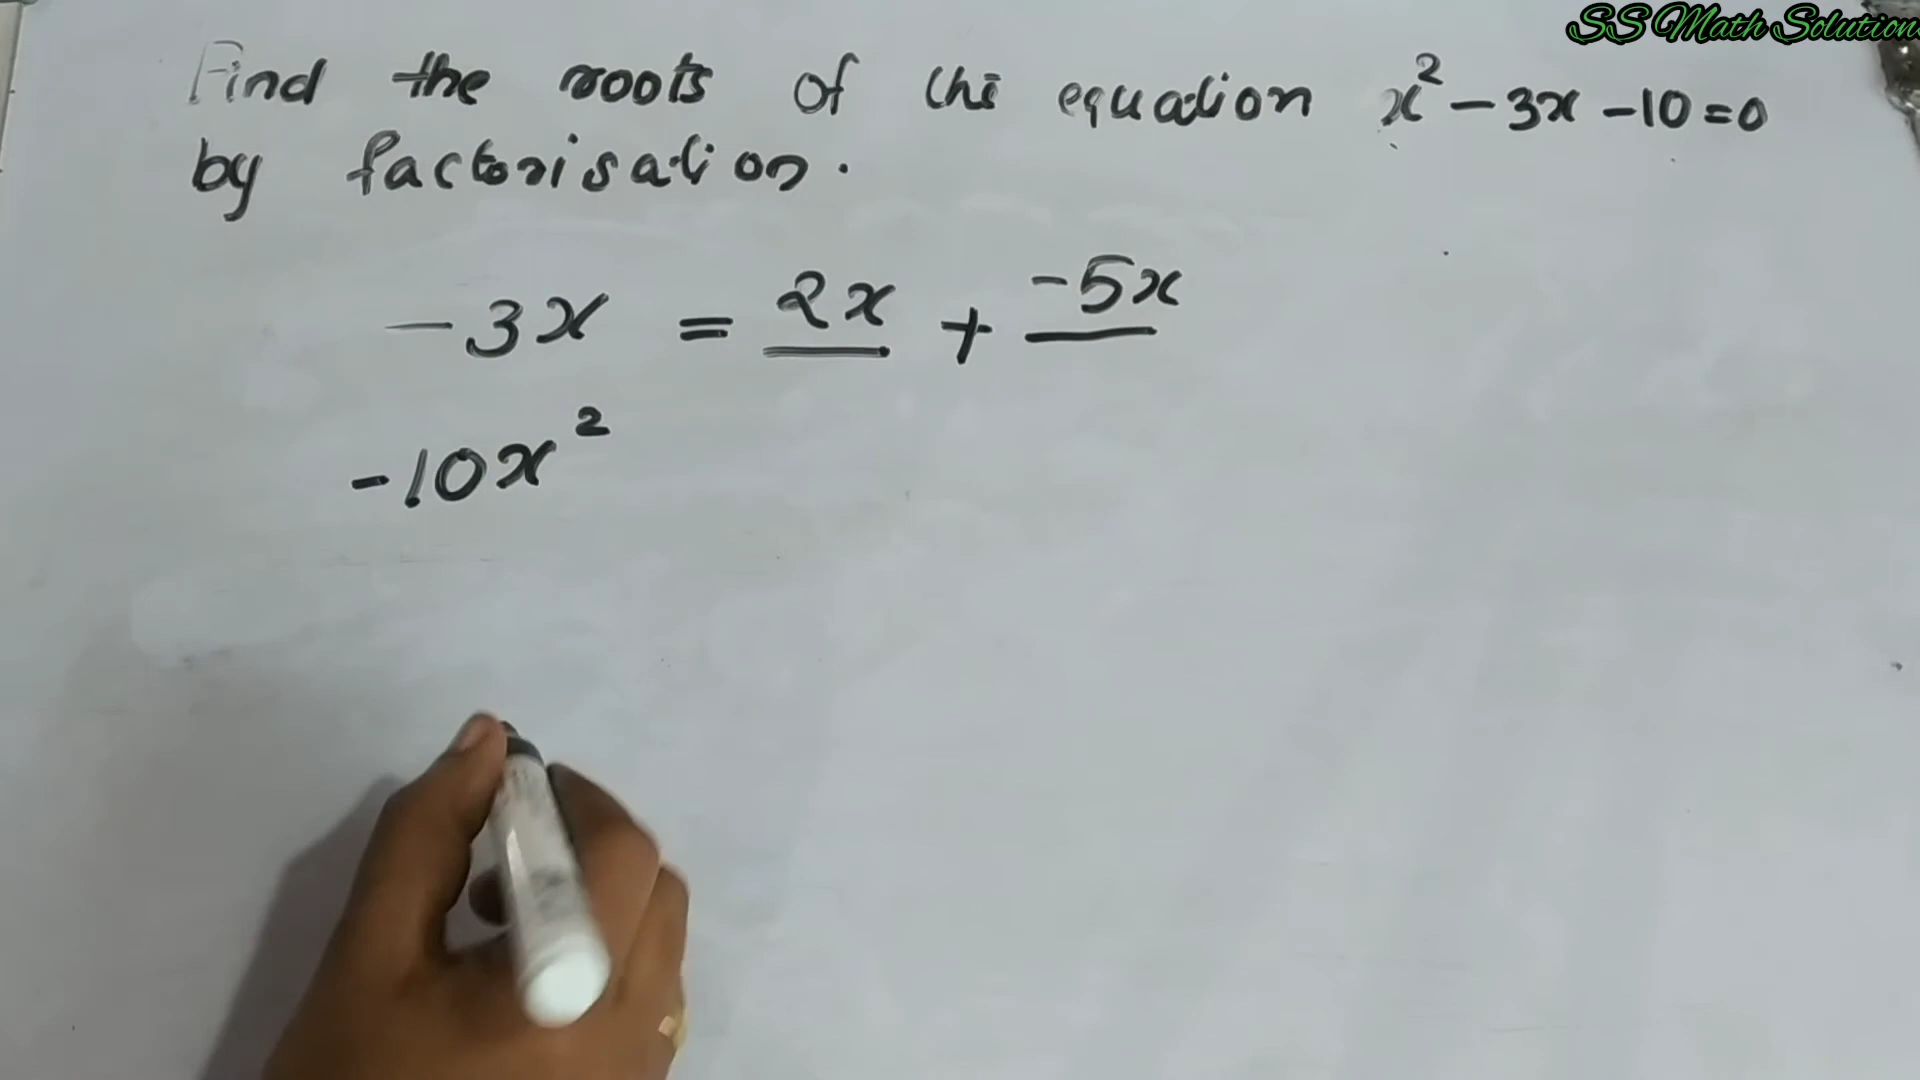 SS Math Solutions
Find the roots of the equation x² - 3x - 10 = 0
by factorisation.
-3x = 2x + -5x
-10x²